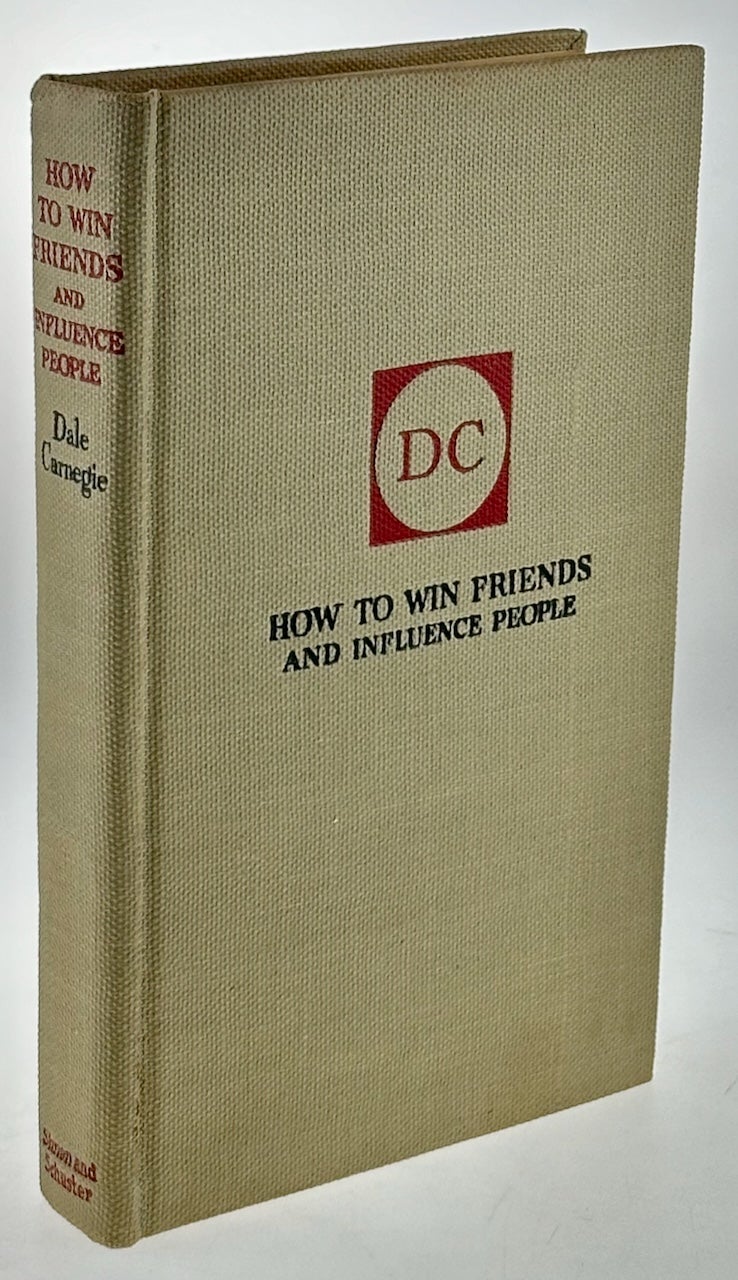 HOW
TO WIN
FRIENDS
AND
INFLUENCE
PEOPLE
Dale
Carnegie
Simon and
Schuster
DC
HOW TO WIN FRIENDS
AND INFLUENCE PEOPLE